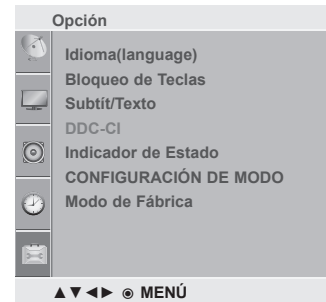 Opción
Idioma(language)
Bloqueo de Teclas
Subtít/Texto
DDC-CI
Indicador de Estado
CONFIGURACIÓN DE MODO
Modo de Fábrica
▲▼◄► ◉ MENÚ